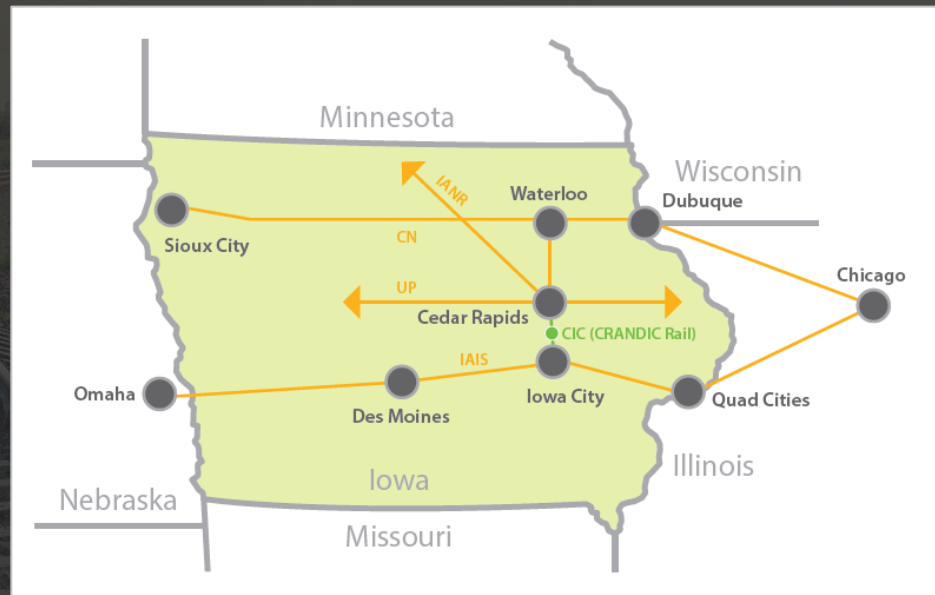 Minnesota
Wisconsin
IANR
Waterloo
Dubuque
CN
Sioux City
Chicago
UP
Cedar Rapids
CIC (CRANDIC Rail)
IAIS
Omaha
Iowa City
Quad Cities
Des Moines
Illinois
Iowa
Nebraska
Missouri